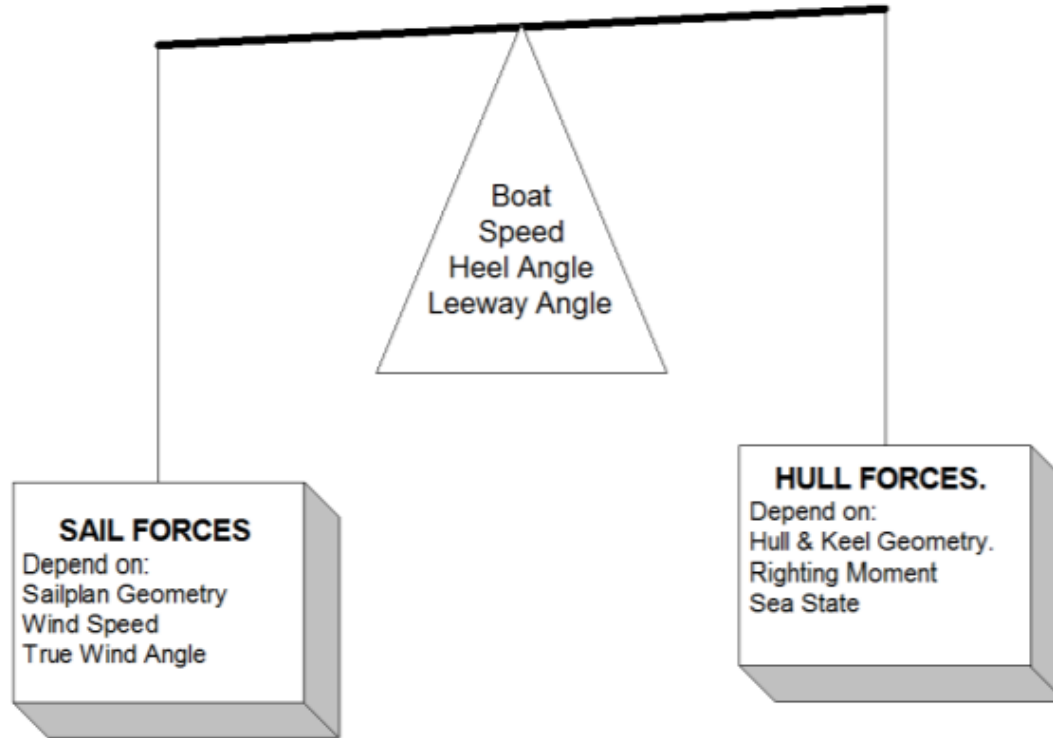 Boat
Speed
Heel Angle
Leeway Angle
SAIL FORCES
Depend on:
Sailplan Geometry
Wind Speed
True Wind Angle
HULL FORCES.
Depend on:
Hull & Keel Geometry.
Righting Moment
Sea State